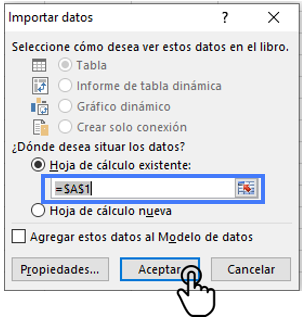 Importar datos
Seleccione cómo desea ver estos datos en el libro.
Tabla
Informe de tabla dinámica
Gráfico dinámico
Crear solo conexión
¿Dónde desea situar los datos?
Hoja de cálculo existente:
=$A$1
Hoja de cálculo nueva
Agregar estos datos al Modelo de datos
Propiedades... Aceptar Cancelar